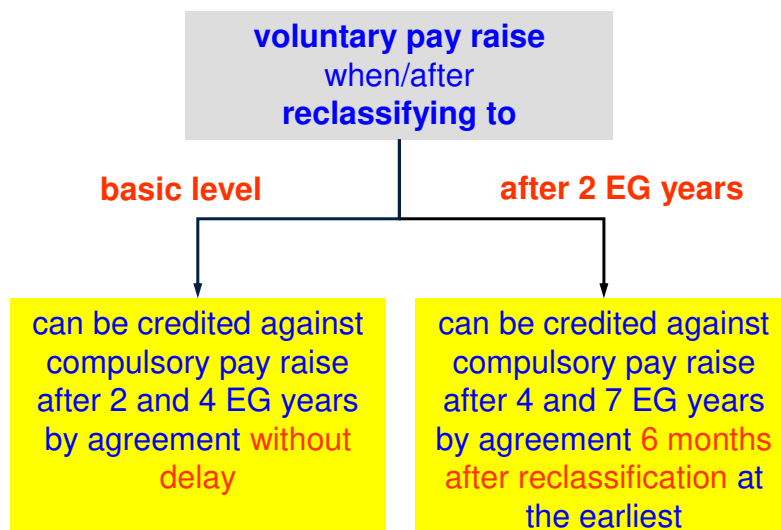 voluntary pay raise
when/after
reclassifying to
basic level
after 2 EG years
can be credited against
compulsory pay raise
after 2 and 4 EG years
by agreement without
delay
can be credited against
compulsory pay raise
after 4 and 7 EG years
by agreement 6 months
after reclassification at
the earliest